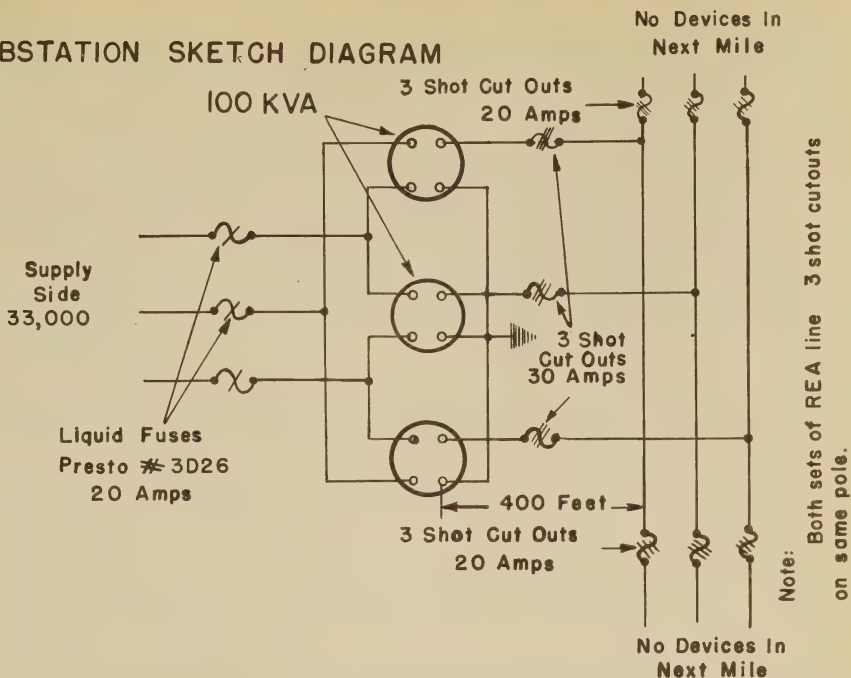 BSTATION SKETCH DIAGRAM
No Devices In
Next Mile
100 KVA
3 Shot Cut Outs
20 Amps
Supply
Side
33,000
3 Shot
Cut Outs
30 Amps
Liquid Fuses
Presto # 3D26
20 Amps
400 Feet
3 Shot Cut Outs
20 Amps
Note:
Both sets of REA line 3 shot cutouts
on same pole.
No Devices In
Next Mile